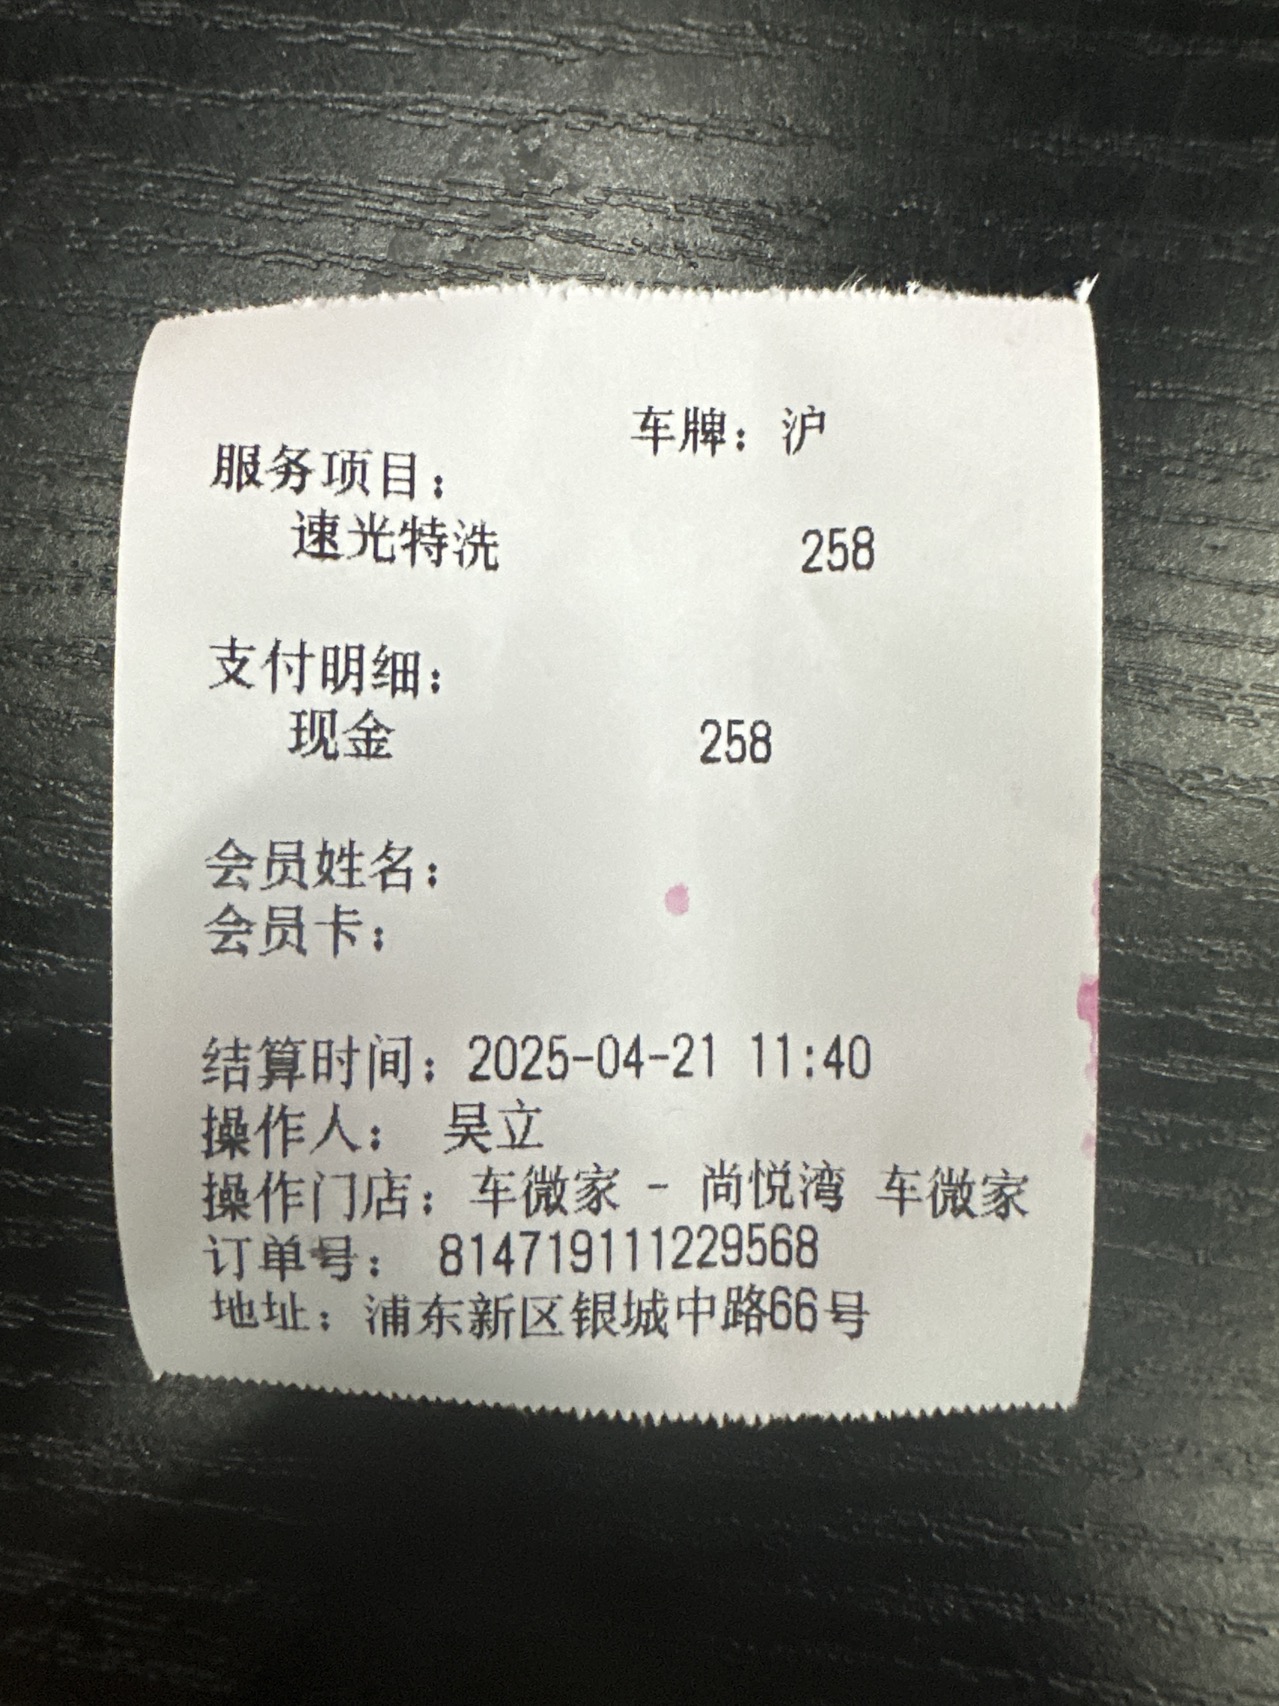 车牌：沪
服务项目：
速光特洗 258
支付明细：
现金 258
会员姓名：
会员卡：
结算时间：2025-04-21 11:40
操作人： 吴立
操作门店：车微家 - 尚悦湾 车微家
订单号： 814719111229568
地址：浦东新区银城中路66号